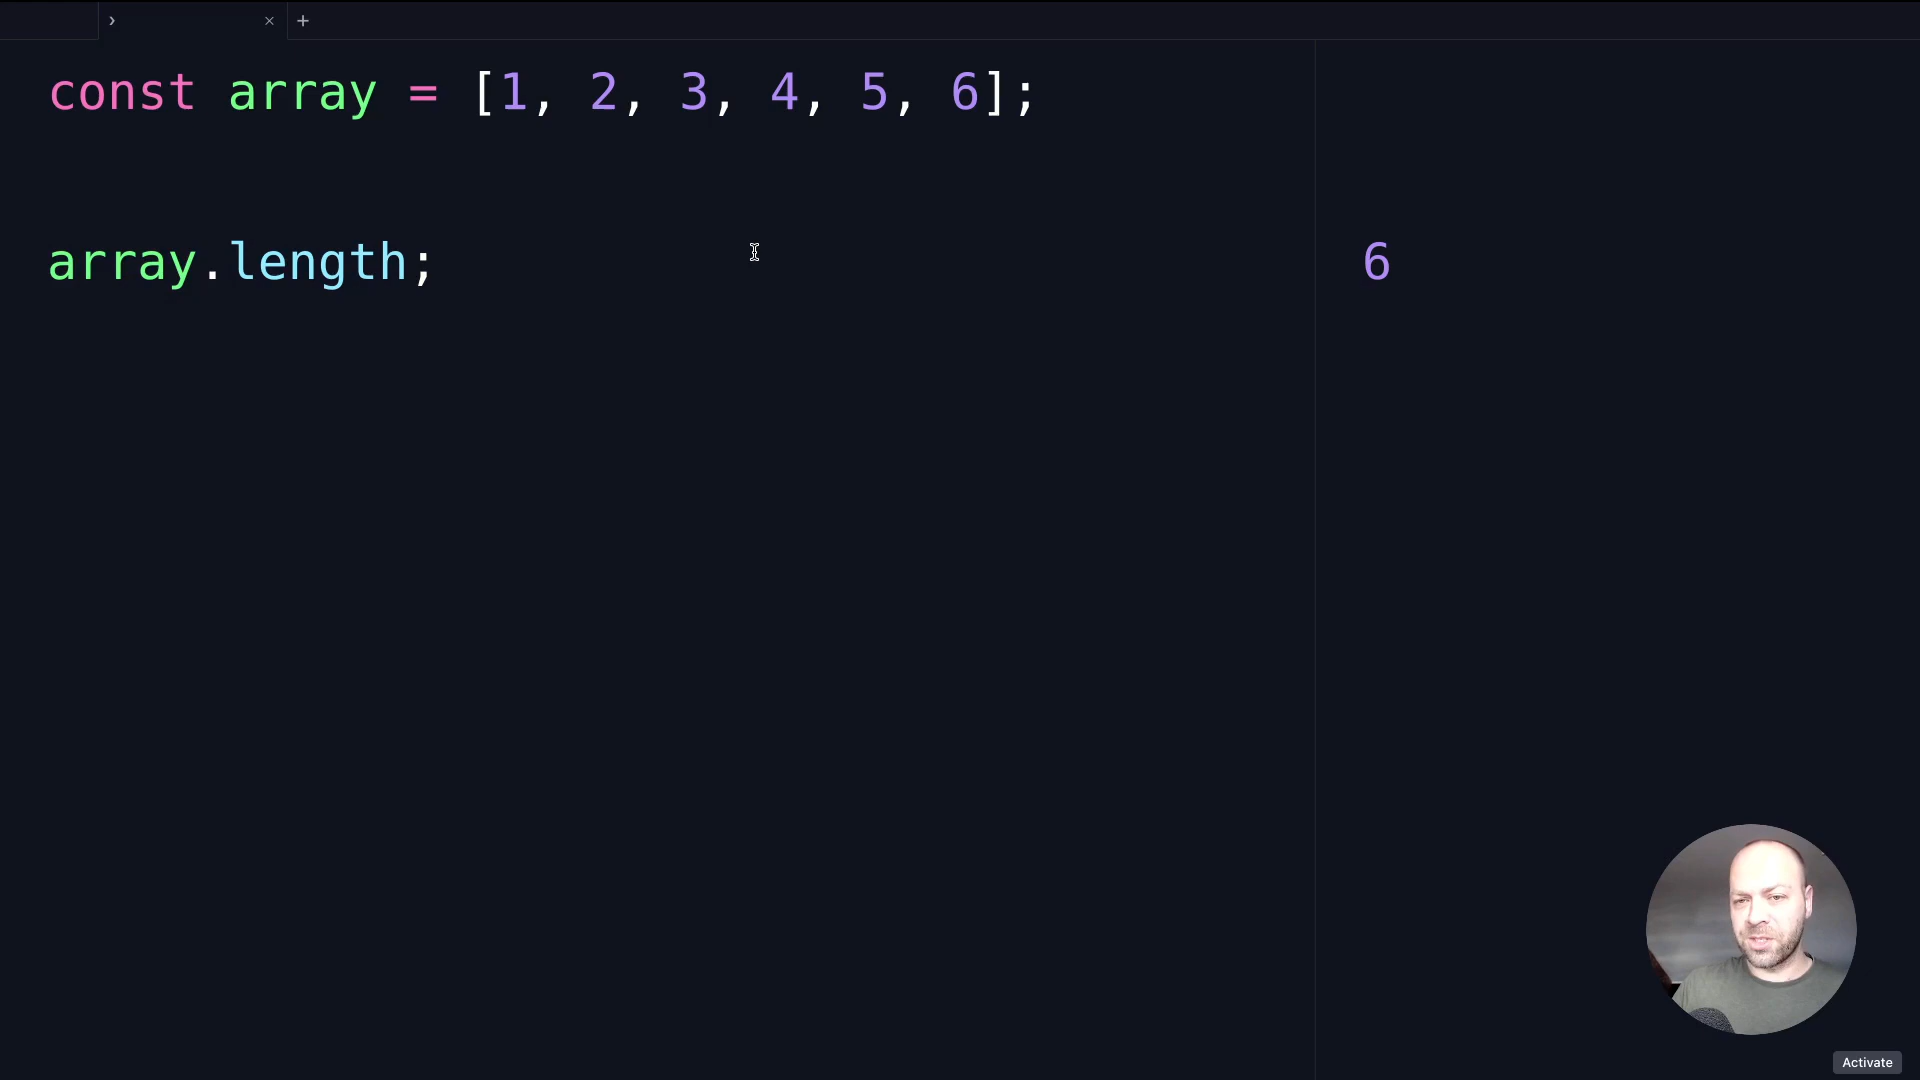 const array = [1, 2, 3, 4, 5, 6];
array.length;
6
Activate